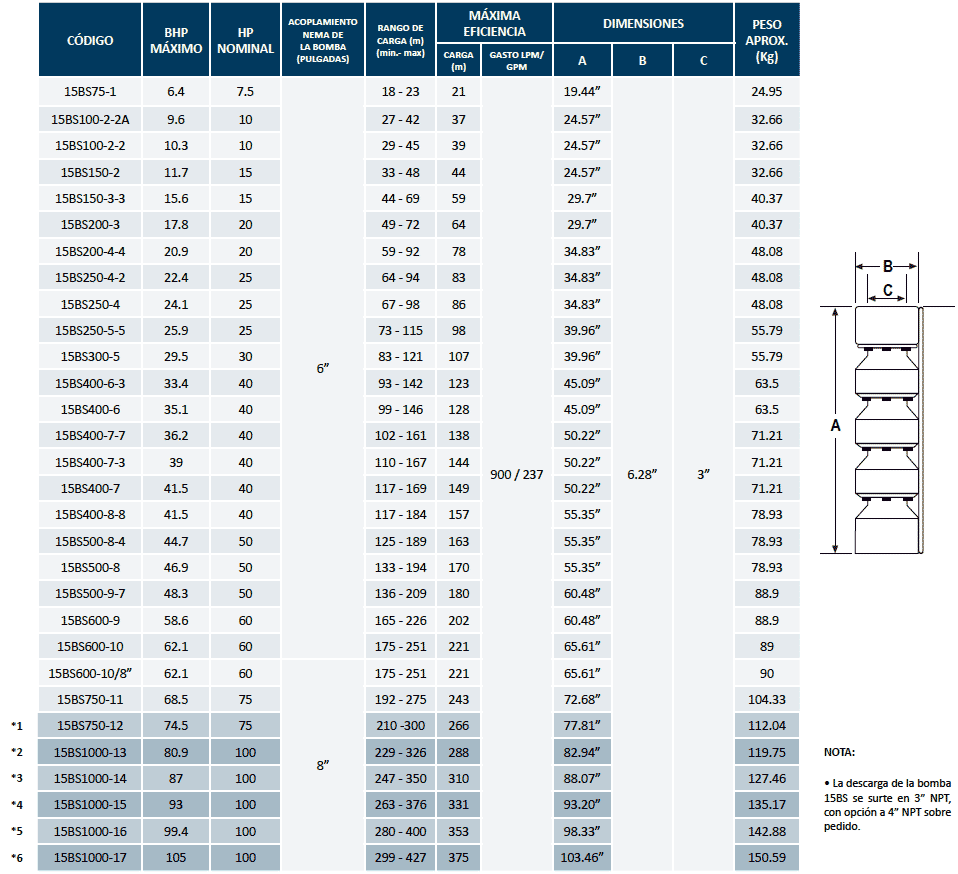 CÓDIGO BHP MÁXIMO HP NOMINAL ACOPLAMIENTO NEMA DE LA BOMBA (PULGADAS) RANGO DE CARGA (m) (min.- max) MÁXIMA EFICIENCIA DIMENSIONES PESO APROX. (Kg)
CARGA (m) GASTO LPM/ GPM A B C
15BS75-1 6.4 7.5 18 - 23 21 19.44” 24.95
15BS100-2-2A 9.6 10 27 - 42 37 24.57” 32.66
15BS100-2-2 10.3 10 29 - 45 39 24.57” 32.66
15BS150-2 11.7 15 33 - 48 44 24.57” 32.66
15BS150-3-3 15.6 15 44 - 69 59 29.7” 40.37
15BS200-3 17.8 20 49 - 72 64 29.7” 40.37
15BS200-4-4 20.9 20 59 - 92 78 34.83” 48.08
15BS250-4-2 22.4 25 64 - 94 83 34.83” 48.08
15BS250-4 24.1 25 67 - 98 86 34.83” 48.08
15BS250-5-5 25.9 25 73 - 115 98 39.96” 55.79
15BS300-5 29.5 30 83 - 121 107 39.96” 55.79
6”
15BS400-6-3 33.4 40 93 - 142 123 45.09” 63.5
15BS400-6 35.1 40 99 - 146 128 45.09” 63.5
15BS400-7-7 36.2 40 102 - 161 138 50.22” 71.21
15BS400-7-3 39 40 110 - 167 144 50.22” 71.21
900 / 237 6.28” 3”
15BS400-7 41.5 40 117 - 169 149 50.22” 71.21
15BS400-8-8 41.5 40 117 - 184 157 55.35” 78.93
15BS500-8-4 44.7 50 125 - 189 163 55.35” 78.93
15BS500-8 46.9 50 133 - 194 170 55.35” 78.93
15BS500-9-7 48.3 50 136 - 209 180 60.48” 88.9
15BS600-9 58.6 60 165 - 226 202 60.48” 88.9
15BS600-10 62.1 60 175 - 251 221 65.61” 89
15BS600-10/8” 62.1 60 175 - 251 221 65.61” 90
15BS750-11 68.5 75 192 - 275 243 72.68” 104.33
*1 15BS750-12 74.5 75 210 -300 266 77.81” 112.04
*2 15BS1000-13 80.9 100 229 - 326 288 82.94” 119.75
8”
*3 15BS1000-14 87 100 247 - 350 310 88.07” 127.46
*4 15BS1000-15 93 100 263 - 376 331 93.20” 135.17
*5 15BS1000-16 99.4 100 280 - 400 353 98.33” 142.88
*6 15BS1000-17 105 100 299 - 427 375 103.46” 150.59
B
C
A
NOTA:
• La descarga de la bomba
15BS se surte en 3” NPT,
con opción a 4” NPT sobre
pedido.